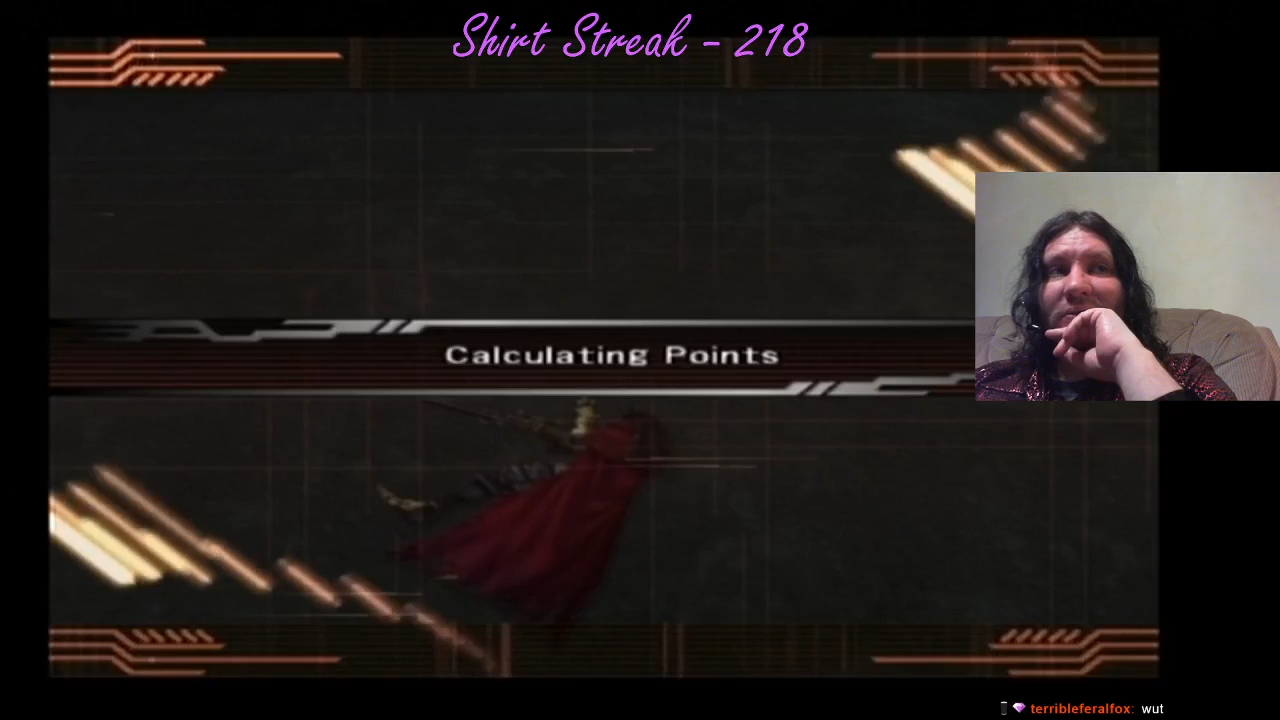 Shirt Streak - 218
Calculating Points
terribleferalfox: wut